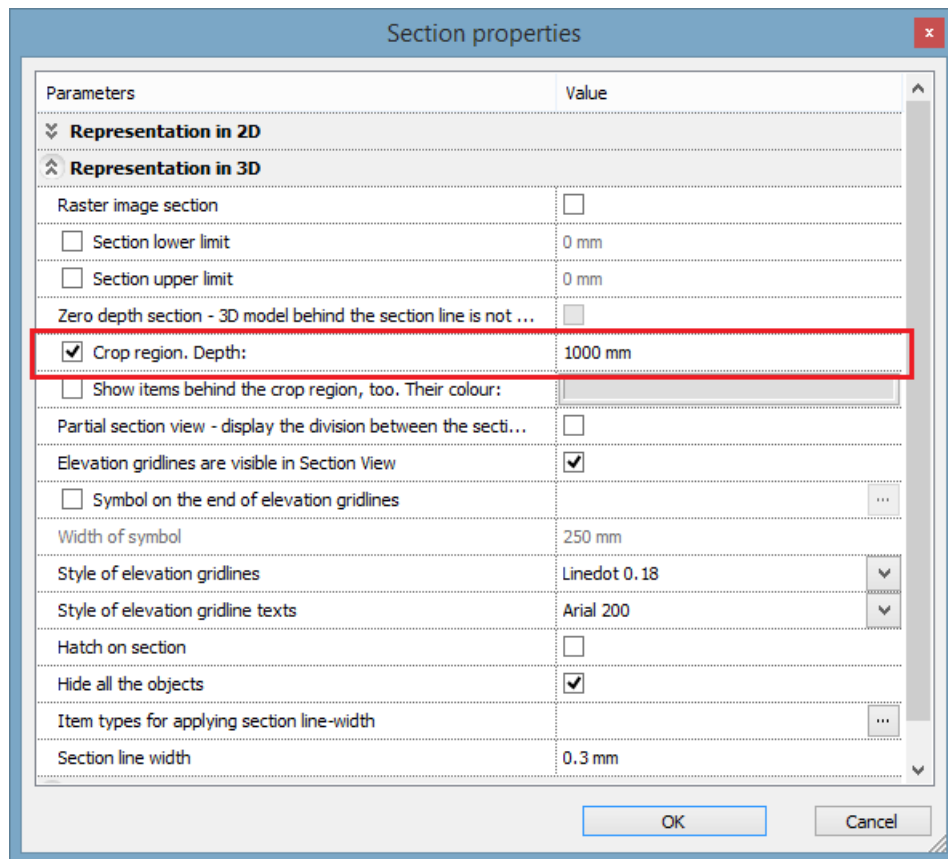 Section properties
x
Parameters Value
Representation in 2D
Representation in 3D
Raster image section
Section lower limit 0 mm
Section upper limit 0 mm
Zero depth section - 3D model behind the section line is not ...
Crop region. Depth: 1000 mm
Show items behind the crop region, too. Their colour:
Partial section view - display the division between the secti...
Elevation gridlines are visible in Section View
Symbol on the end of elevation gridlines ...
Width of symbol 250 mm
Style of elevation gridlines Linedot 0.18
Style of elevation gridline texts Arial 200
Hatch on section
Hide all the objects
Item types for applying section line-width ...
Section line width 0.3 mm
OK Cancel